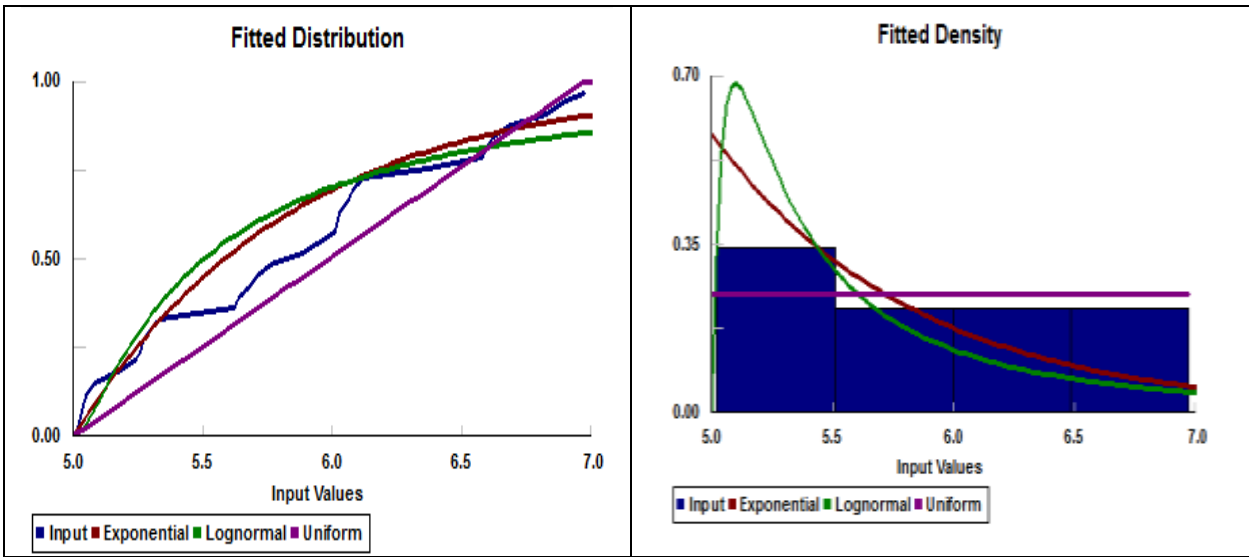 Fitted Distribution
1.00
0.50
0.00
5.0 5.5 6.0 6.5 7.0
Input Values
Input Exponential Lognormal Uniform
Fitted Density
0.70
0.35
0.00
5.0 5.5 6.0 6.5 7.0
Input Values
Input Exponential Lognormal Uniform